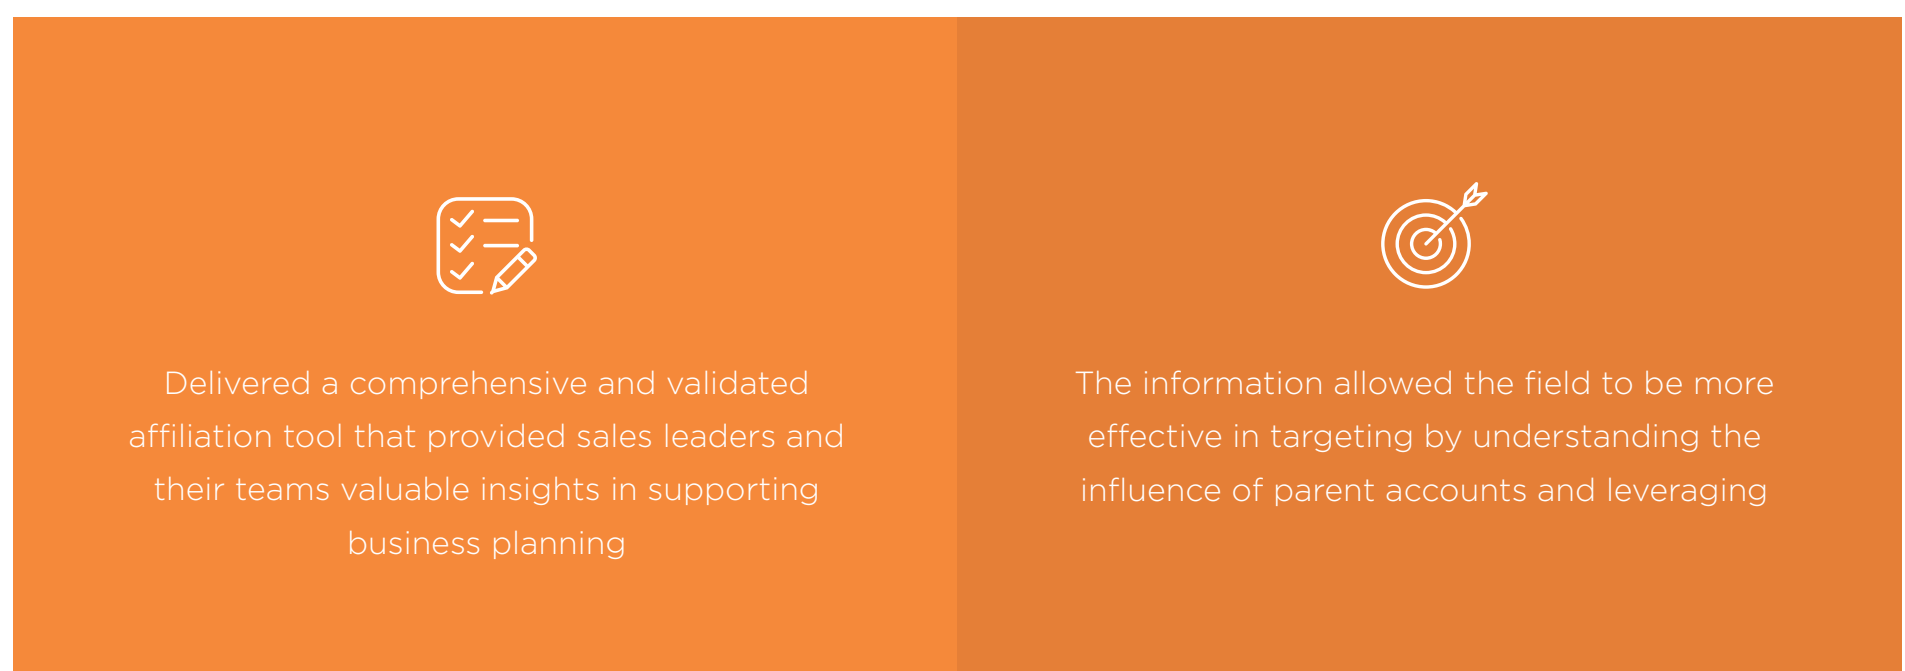 Delivered a comprehensive and validated
affiliation tool that provided sales leaders and
their teams valuable insights in supporting
business planning
The information allowed the field to be more
effective in targeting by understanding the
influence of parent accounts and leveraging